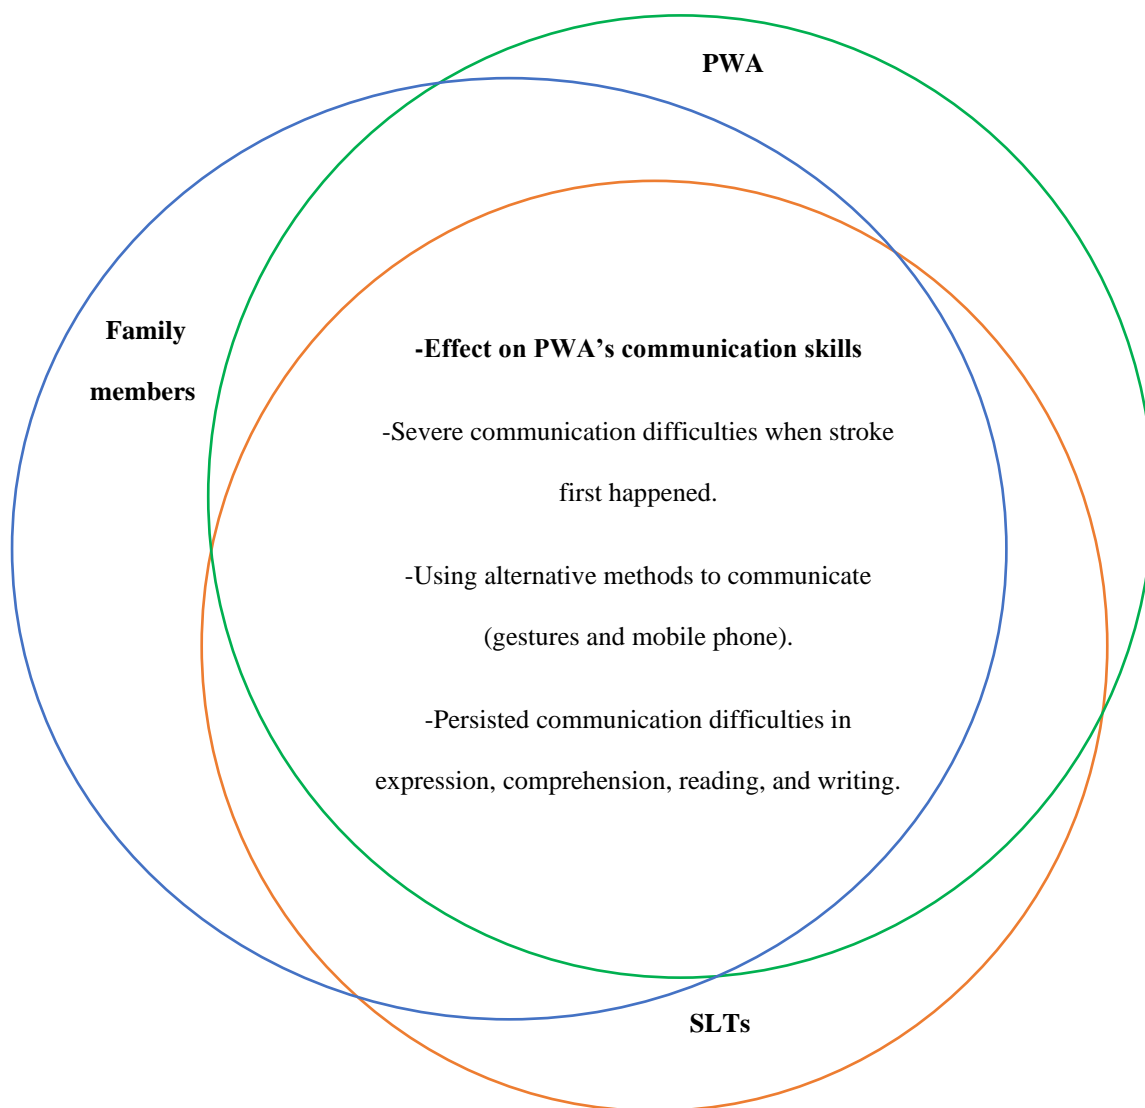 PWA
Family
members
-Effect on PWA’s communication skills
-Severe communication difficulties when stroke
first happened.
-Using alternative methods to communicate
(gestures and mobile phone).
-Persisted communication difficulties in
expression, comprehension, reading, and writing.
SLTs